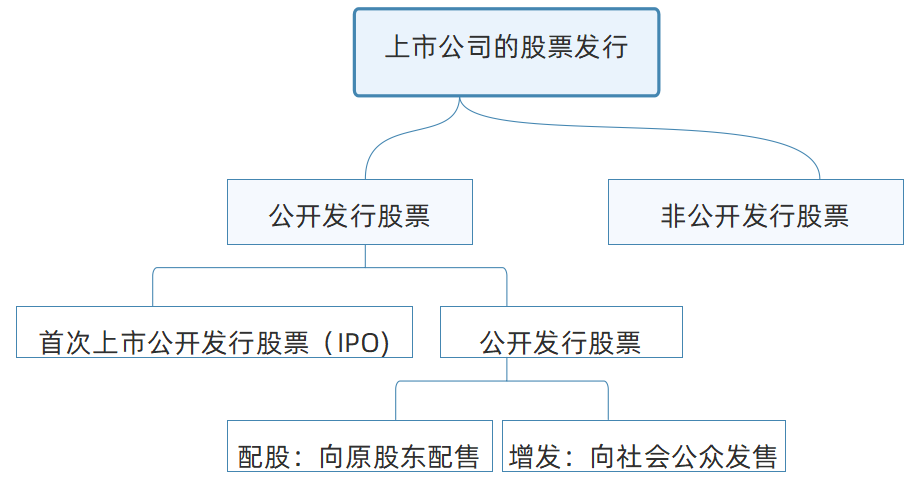 上市公司的股票发行
公开发行股票
非公开发行股票
首次上市公开发行股票（IPO)
公开发行股票
配股：向原股东配售
增发：向社会公众发售